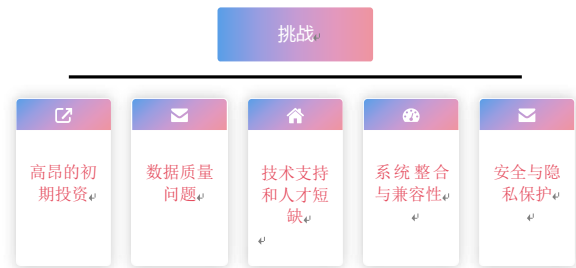 挑战
高昂的初
期投资
数据质量
问题
技术支持
和人才短
缺
系统整合
与兼容性
安全与隐
私保护